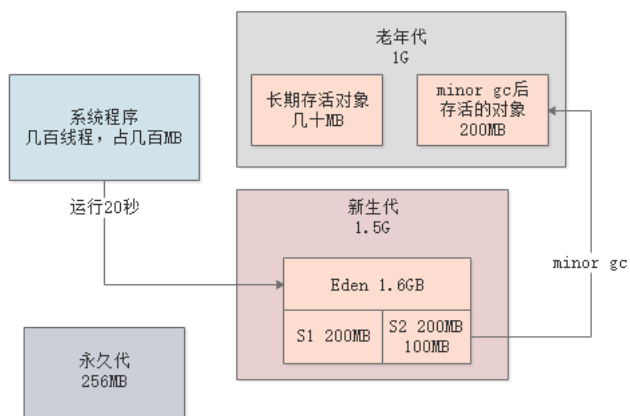 老年代
1G
长期存活对象
几十MB
minor gc后
存活的对象
200MB
系统程序
几百线程，占几百MB
运行20秒
新生代
1.5G
Eden 1.6GB
S1 200MB
S2 200MB
100MB
minor gc
永久代
256MB